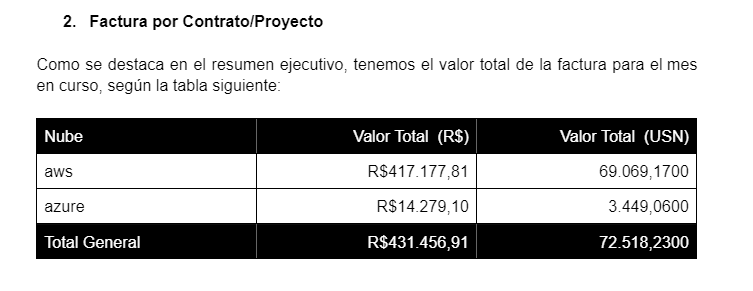 2. Factura por Contrato/Proyecto
Como se destaca en el resumen ejecutivo, tenemos el valor total de la factura para el mes
en curso, según la tabla siguiente:
Nube Valor Total (R$) Valor Total (USN)
aws R$417.177,81 69.069,1700
azure R$14.279,10 3.449,0600
Total General R$431.456,91 72.518,2300